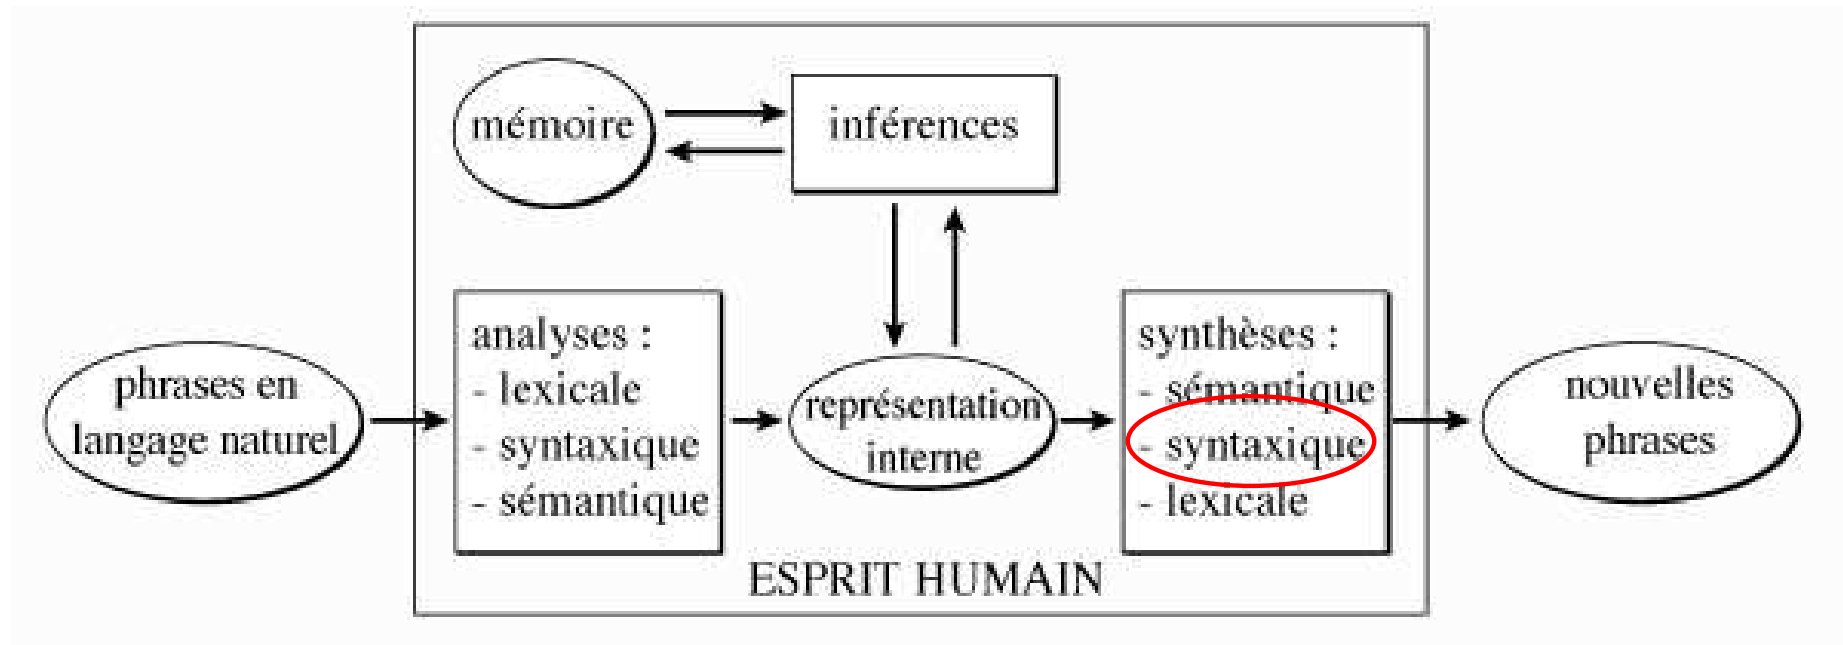 mémoire
inférences
phrases en
langage naturel
analyses :
- lexicale
- syntaxique
- sémantique
représentation
interne
synthèses :
- sémantique
- syntaxique
- lexicale
nouvelles
phrases
ESPRIT HUMAIN